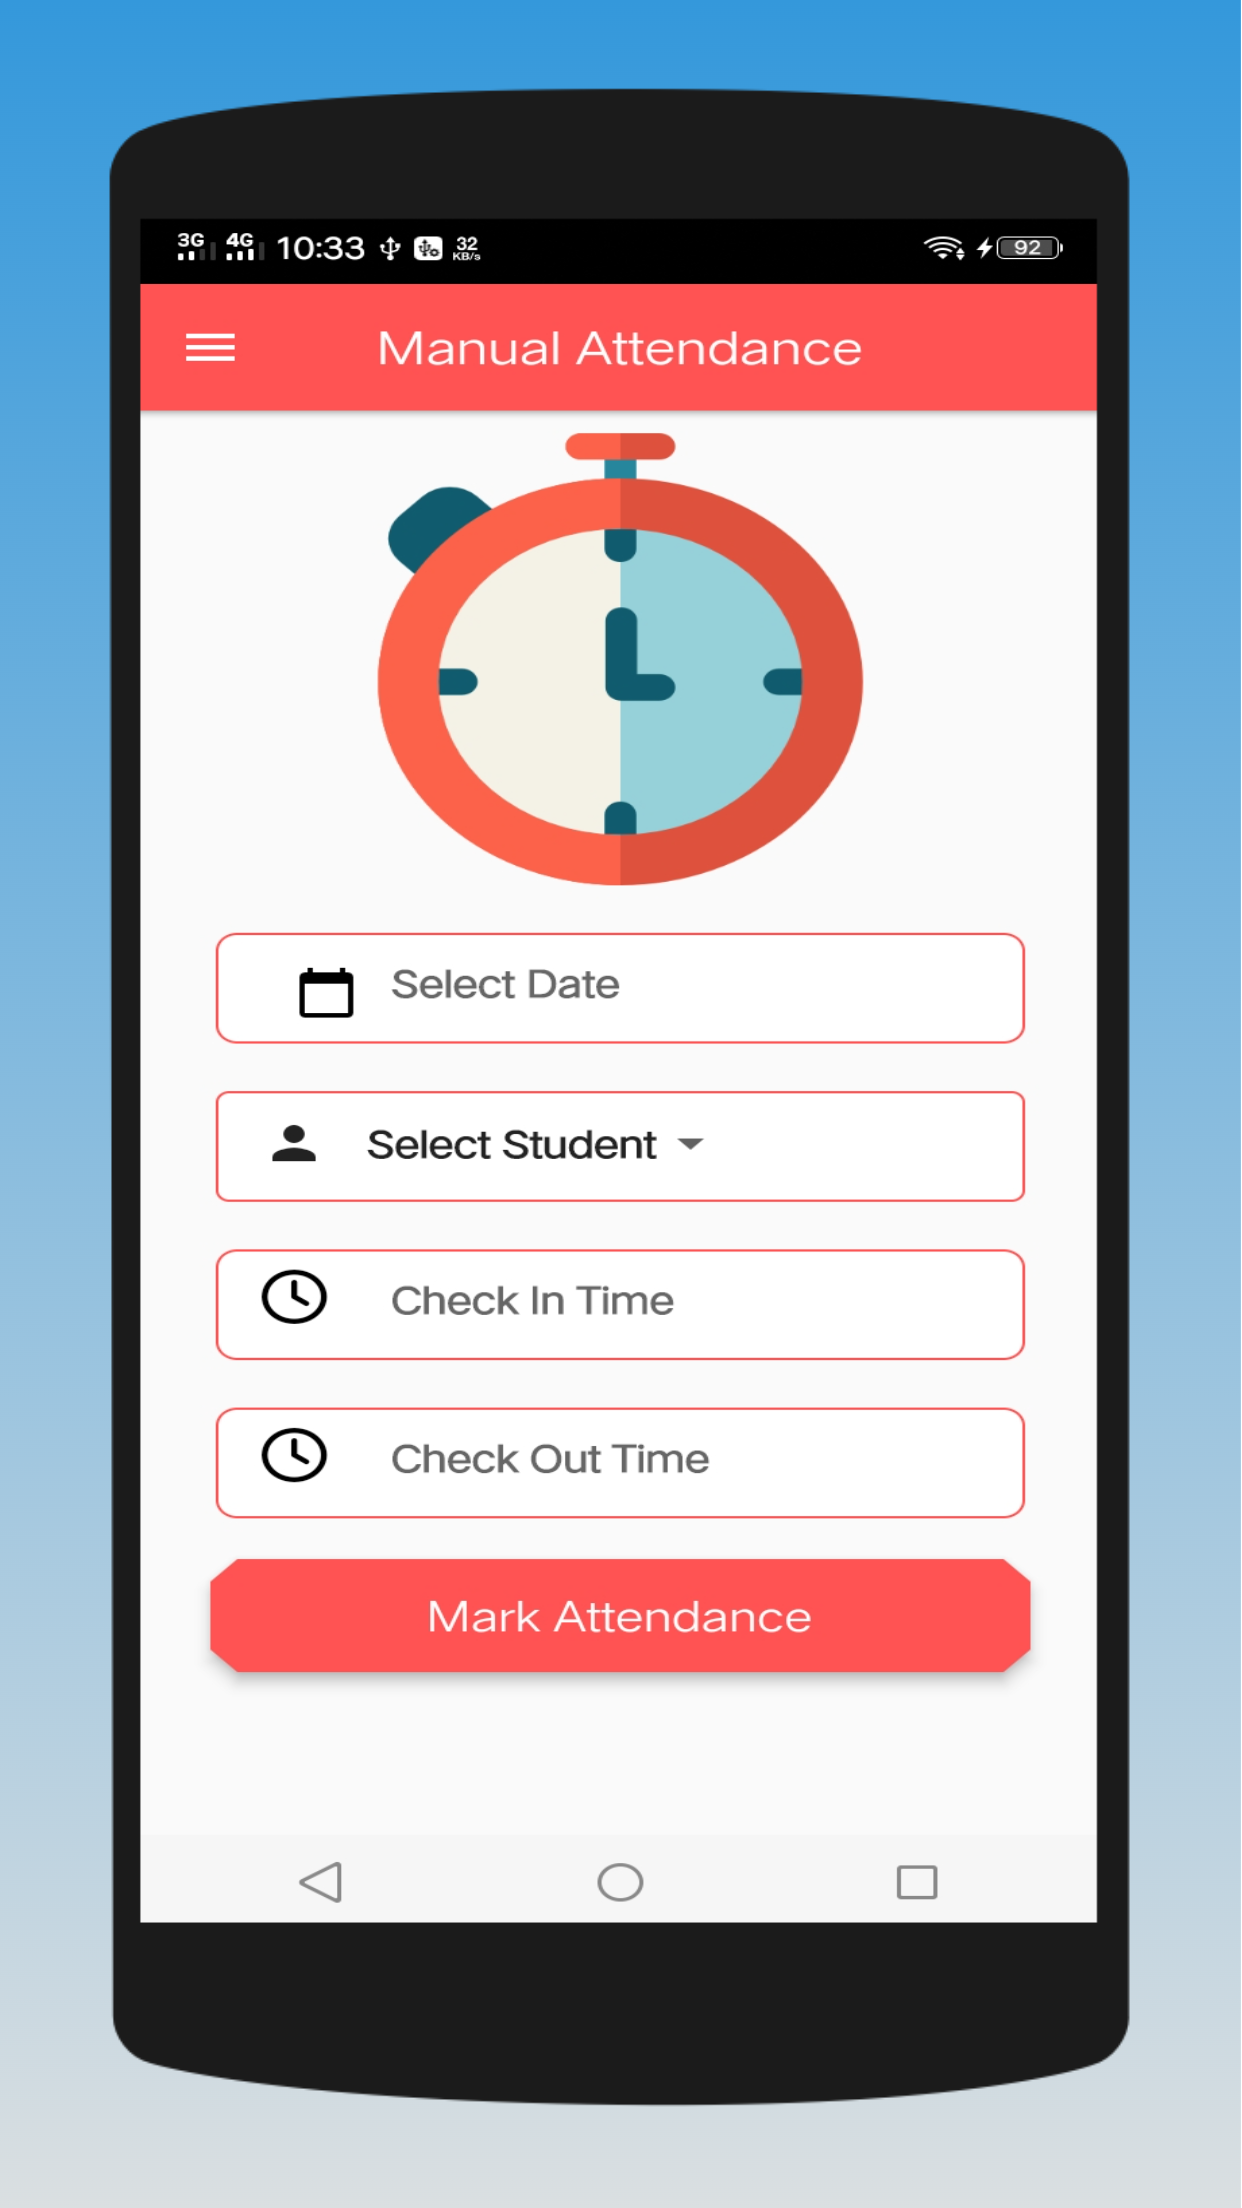 3G 4G 10:33 32 KB/s 92
Manual Attendance
Select Date
Select Student
Check In Time
Check Out Time
Mark Attendance